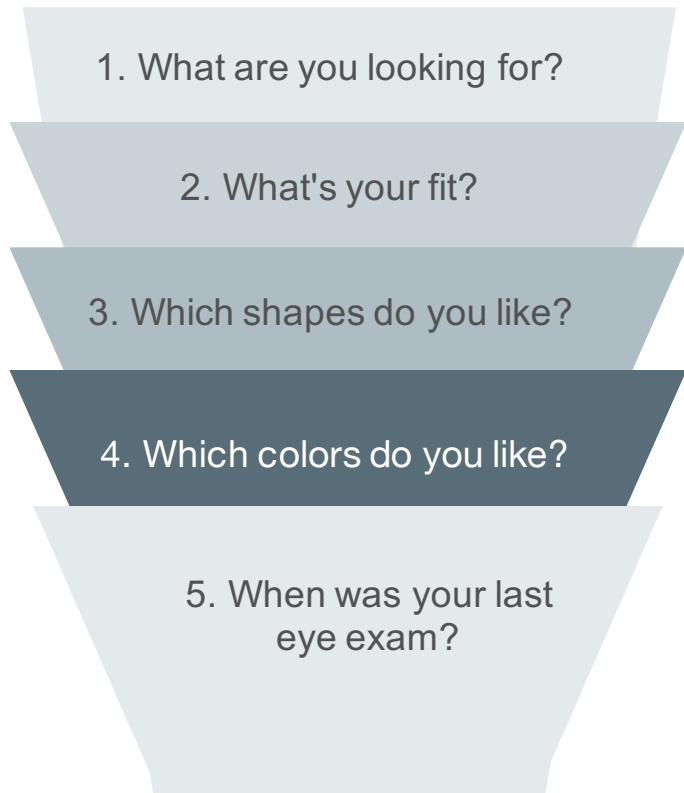 1. What are you looking for?
2. What's your fit?
3. Which shapes do you like?
4. Which colors do you like?
5. When was your last
eye exam?